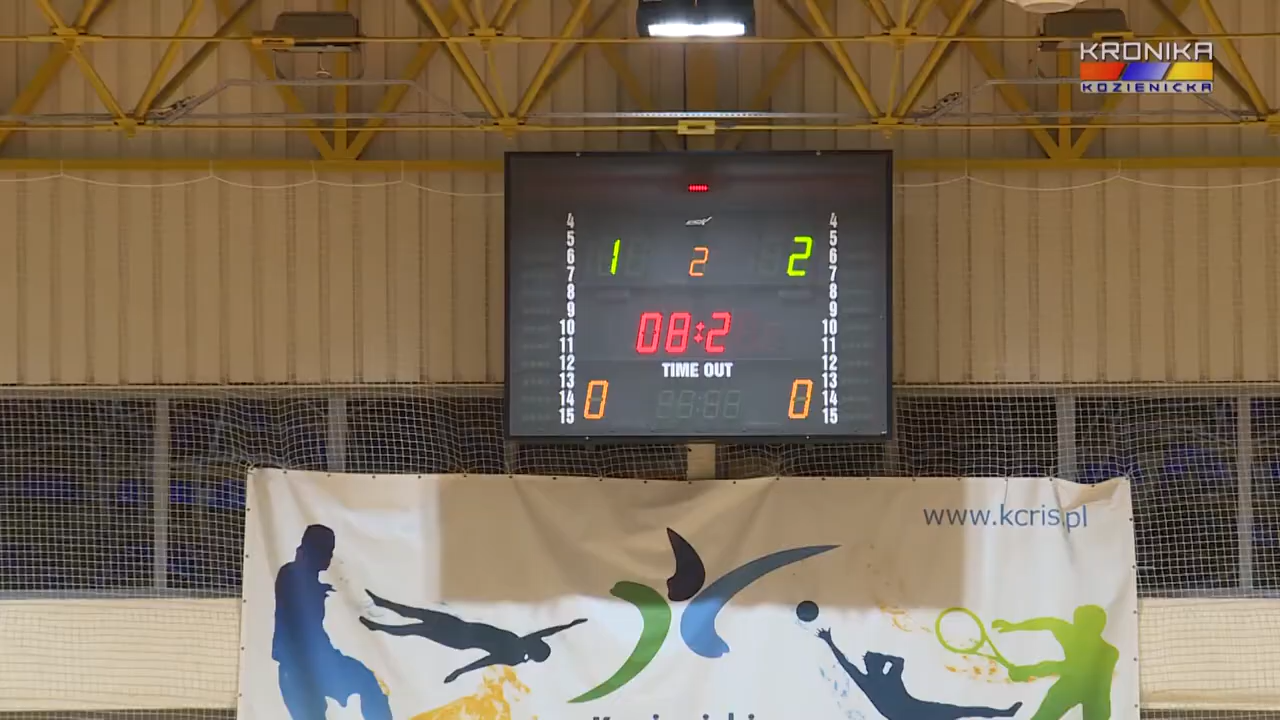 KRONIKA
KOZIENICKA
4 4
5 5
1 2 2
6 6
7 7
8 8
9 9
08:2
10 10
11 11
TIME OUT
12 12
13 13
0 0
14 14
15 15
www.kcris.pl